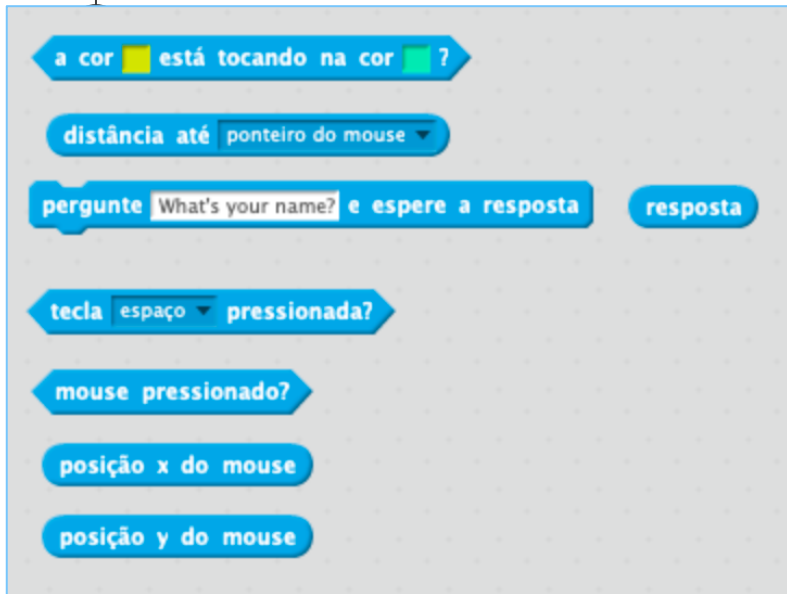 a cor está tocando na cor ?
distância até ponteiro do mouse
pergunte What's your name? e espere a resposta resposta
tecla espaço pressionada?
mouse pressionado?
posição x do mouse
posição y do mouse